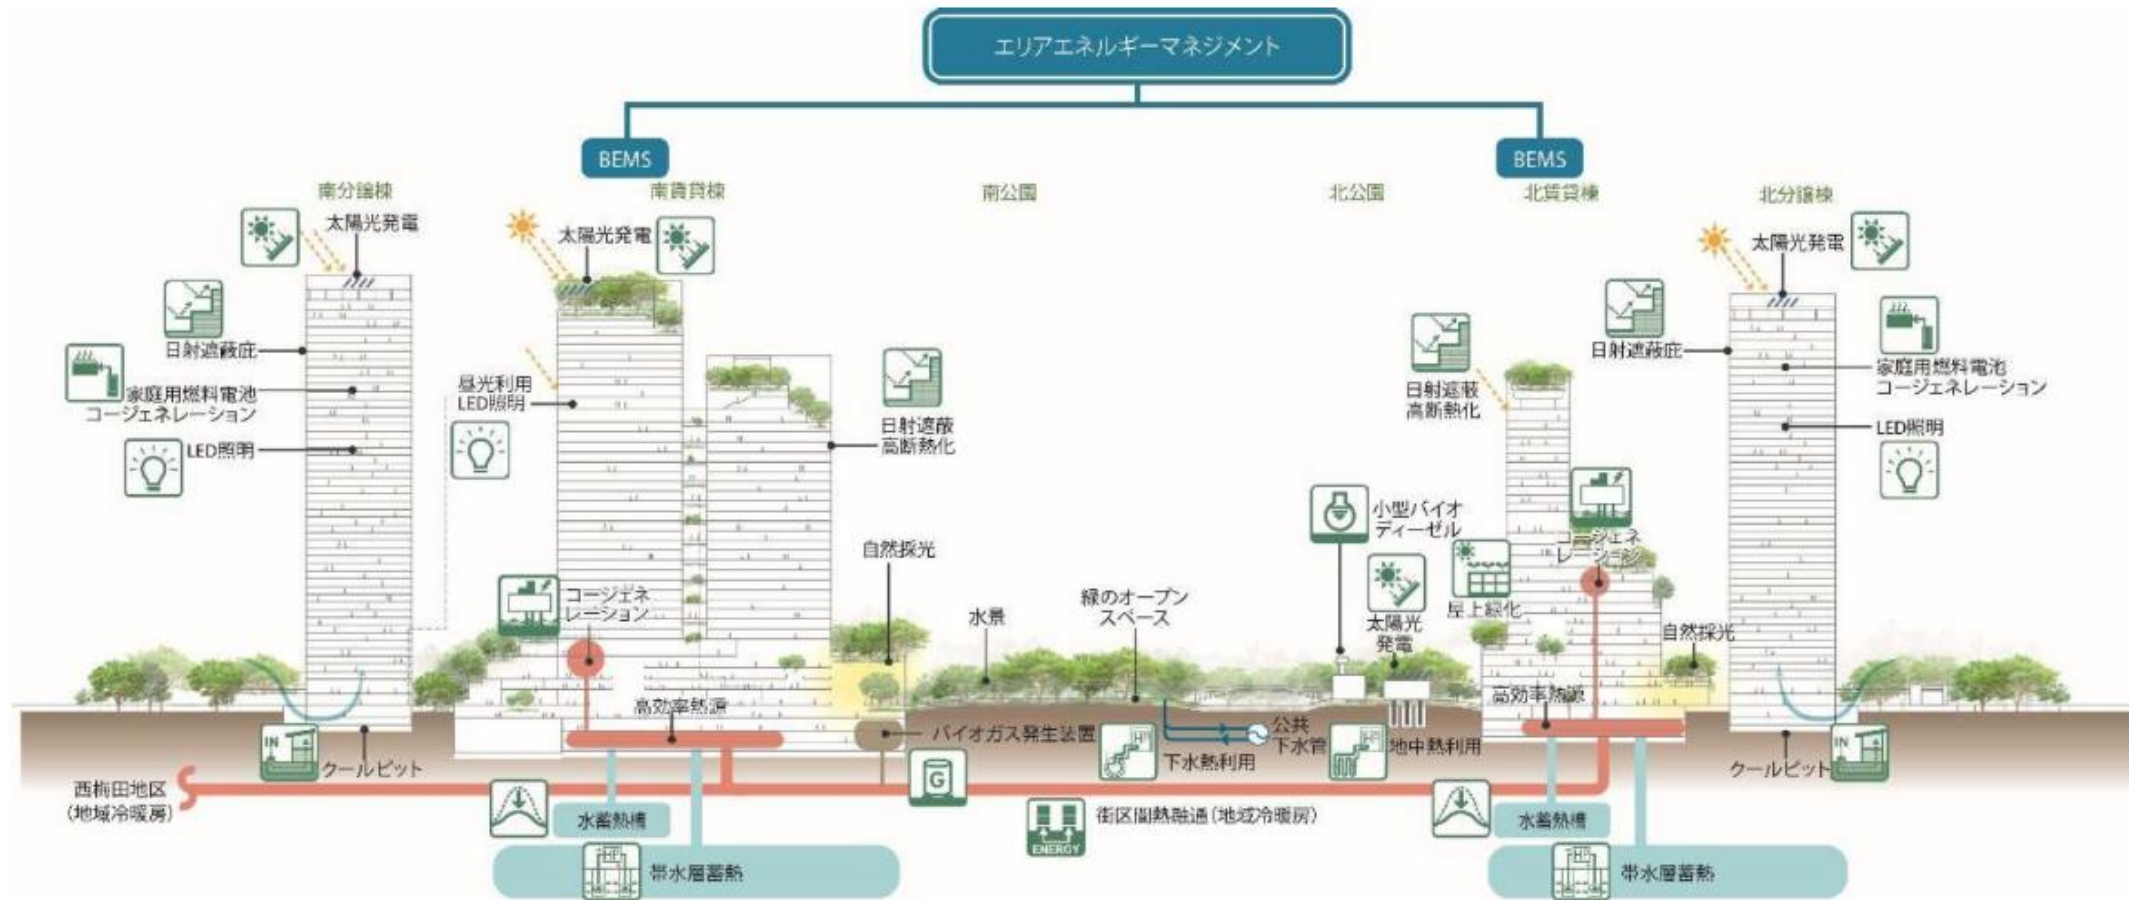 エリアエネルギーマネジメント
BEMS
BEMS
南分譲棟
南賃貸棟
南公園
北公園
北賃貸棟
北分譲棟
太陽光発電
太陽光発電
太陽光発電
日射遮蔽庇
家庭用燃料電池
コージェネレーション
LED照明
昼光利用
LED照明
日射遮蔽
高断熱化
日射遮蔽
高断熱化
日射遮蔽庇
家庭用燃料電池
コージェネレーション
LED照明
コージェネ
レーション
自然採光
水景
緑のオープン
スペース
小型バイオ
ディーゼル
太陽光
発電
屋上緑化
コージェネ
レーション
自然採光
高効率熱源
高効率熱源
IN
クールピット
バイオガス発生装置
G
HP
下水熱利用
公共
下水管
HP
地中熱利用
クールピット
IN
西梅田地区
(地域冷暖房)
水蓄熱槽
ENERGY
街区間熱融通(地域冷暖房)
水蓄熱槽
HP
帯水層蓄熱
HP
帯水層蓄熱